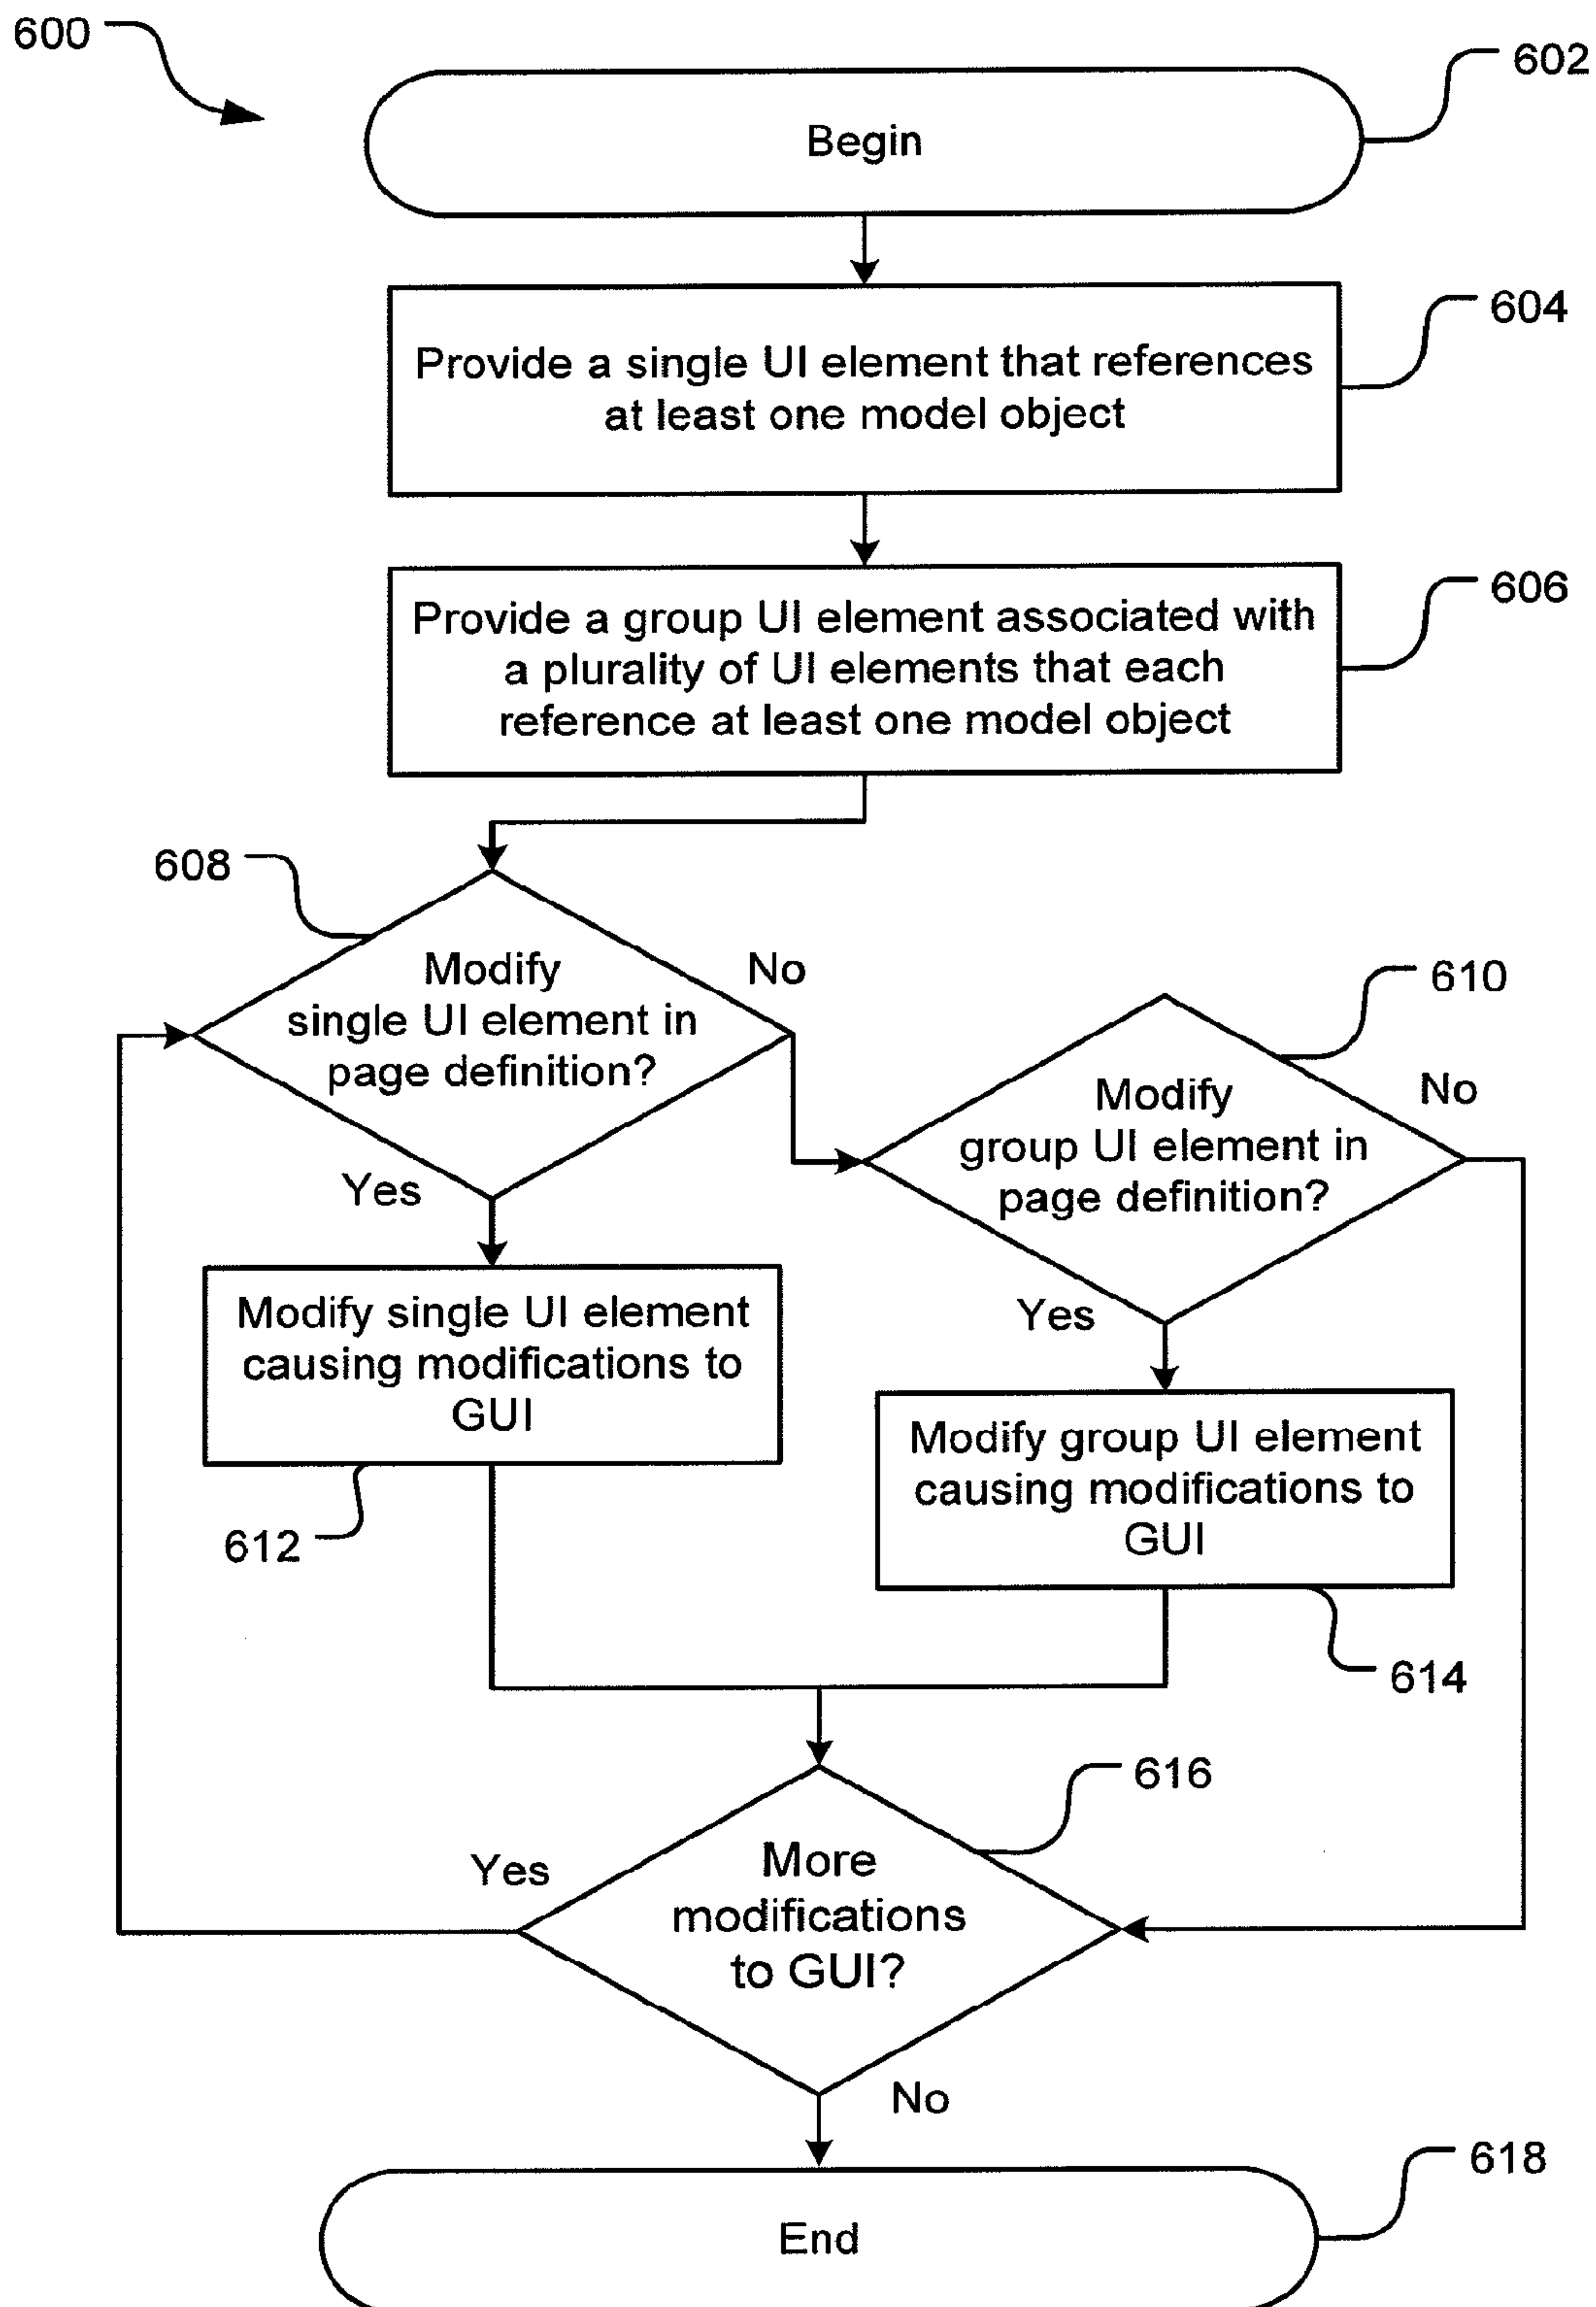 600
602
Begin
604
Provide a single UI element that references
at least one model object
606
Provide a group UI element associated with
a plurality of UI elements that each
reference at least one model object
608
Modify
single UI element in
page definition?
No
610
Modify
group UI element in
page definition?
No
Yes
Yes
Modify single UI element
causing modifications to
GUI
612
Modify group UI element
causing modifications to
GUI
614
616
More
modifications
to GUI?
Yes
No
618
End